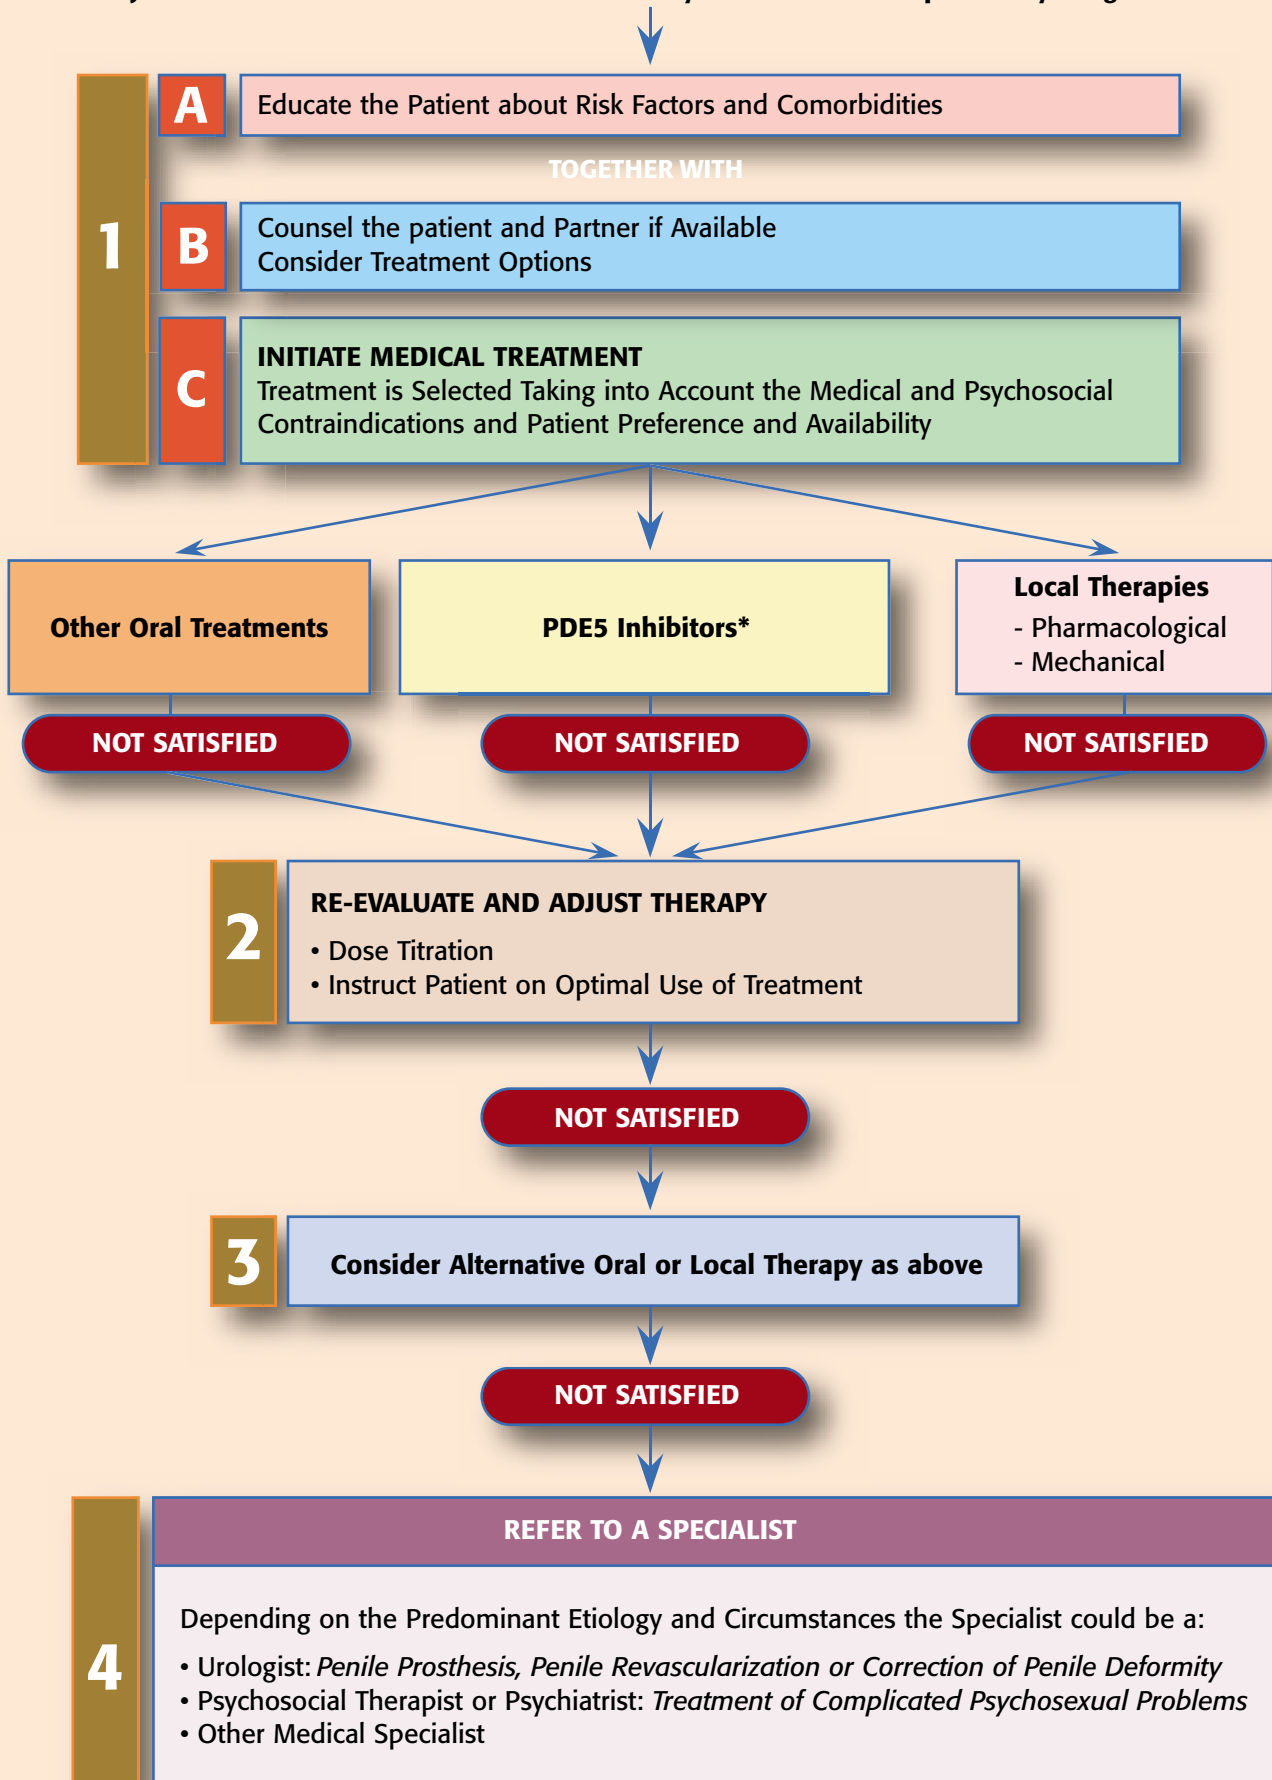 A
Educate the Patient about Risk Factors and Comorbidities
TOGETHER WITH
1
B
Counsel the patient and Partner if Available
Consider Treatment Options
C
INITIATE MEDICAL TREATMENT
Treatment is Selected Taking into Account the Medical and Psychosocial
Contraindications and Patient Preference and Availability
Other Oral Treatments
PDE5 Inhibitors*
Local Therapies
- Pharmacological
- Mechanical
NOT SATISFIED
NOT SATISFIED
NOT SATISFIED
2
RE-EVALUATE AND ADJUST THERAPY
• Dose Titration
• Instruct Patient on Optimal Use of Treatment
NOT SATISFIED
3
Consider Alternative Oral or Local Therapy as above
NOT SATISFIED
REFER TO A SPECIALIST
4
Depending on the Predominant Etiology and Circumstances the Specialist could be a:
• Urologist: Penile Prosthesis, Penile Revascularization or Correction of Penile Deformity
• Psychosocial Therapist or Psychiatrist: Treatment of Complicated Psychosexual Problems
• Other Medical Specialist